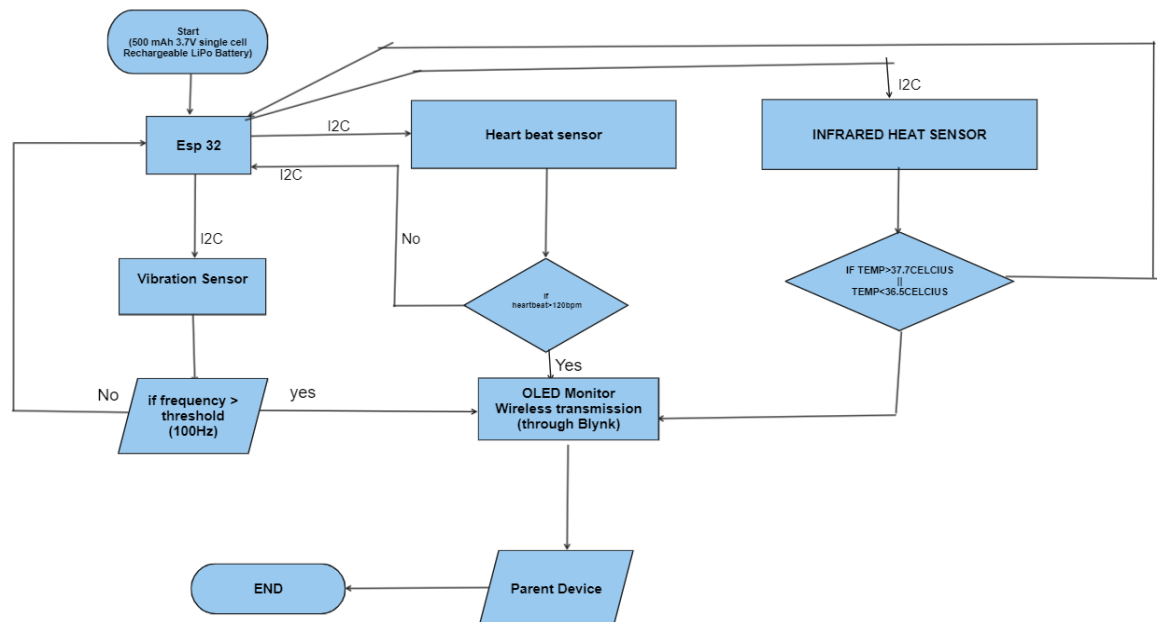 Start
(500 mAh 3.7V single cell
Rechargeable LiPo Battery)
I2C
Esp 32
I2C
Heart beat sensor
INFRARED HEAT SENSOR
I2C
I2C
No
Vibration Sensor
IF TEMP>37.7CELCIUS
||
TEMP<36.5CELCIUS
If
heartbeat>120bpm
Yes
No
if frequency >
threshold
(100Hz)
yes
OLED Monitor
Wireless transmission
(through Blynk)
END
Parent Device